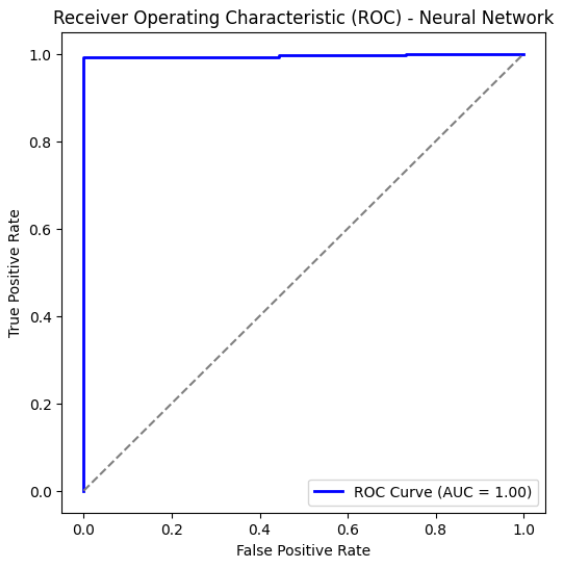 Receiver Operating Characteristic (ROC) - Neural Network
1.0
0.8
0.6
0.4
0.2
0.0
True Positive Rate
ROC Curve (AUC = 1.00)
0.0 0.2 0.4 0.6 0.8 1.0
False Positive Rate